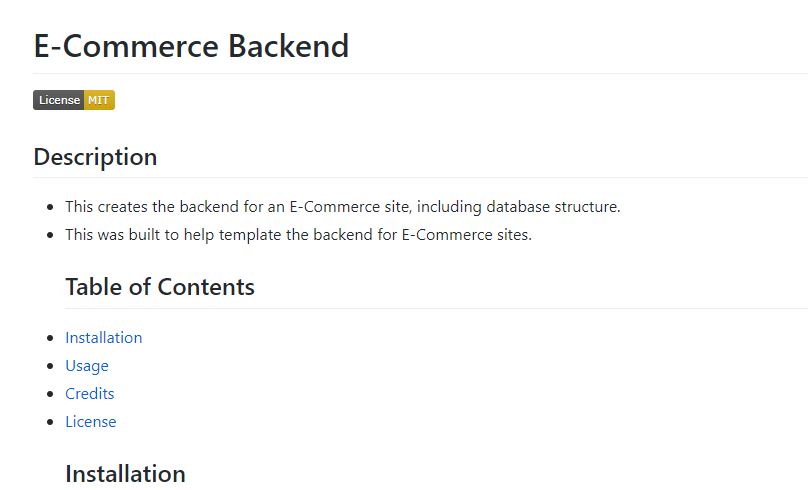 E-Commerce Backend
License MIT
Description
This creates the backend for an E-Commerce site, including database structure.
This was built to help template the backend for E-Commerce sites.
Table of Contents
Installation
Usage
Credits
License
Installation